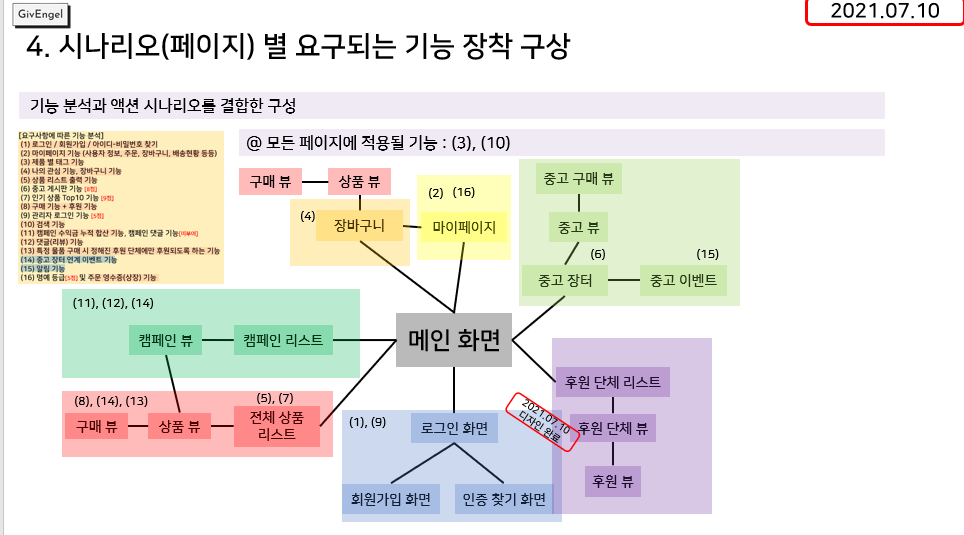 GivEngel
2021.07.10
4. 시나리오(페이지) 별 요구되는 기능 장착 구상
기능 분석과 액션 시나리오를 결합한 구성
[요구사항에 따른 기능 분석]
(1) 로그인 / 회원가입 / 아이디-비밀번호 찾기
(2) 마이페이지 기능 (사용자 정보, 주문, 장바구니, 배송현황 등등)
(3) 제품 별 태그 기능
(4) 나의 관심 기능, 장바구니 기능
(5) 상품 리스트 출력 기능
(6) 중고 게시판 기능
(7) 인기 상품 Top10 기능
(8) 구매 기능 + 후원 기능
(9) 관리자 로그인 기능
(10) 검색 기능
(11) 캠페인 수익금 누적 합산 기능, 캠페인 댓글 기능
(12) 댓글(리뷰) 기능
(13) 특정 물품 구매 시 정해진 후원 단체에만 후원되도록 하는 기능
(14) 중고 장터 연계 이벤트 기능
(15) 알림 기능
(16) 명예 등급 및 주문 영수증(상장) 기능
@ 모든 페이지에 적용될 기능 : (3), (10)
구매 뷰
상품 뷰
(4)
장바구니
(2) (16)
마이페이지
중고 구매 뷰
중고 뷰
(6)
(15)
중고 장터
중고 이벤트
(11), (12), (14)
캠페인 뷰
캠페인 리스트
메인 화면
(8), (14), (13)
(5), (7)
구매 뷰
상품 뷰
전체 상품
리스트
(1), (9)
로그인 화면
회원가입 화면
인증 찾기 화면
2021.07.10
디자인 완료
후원 단체 리스트
후원 단체 뷰
후원 뷰